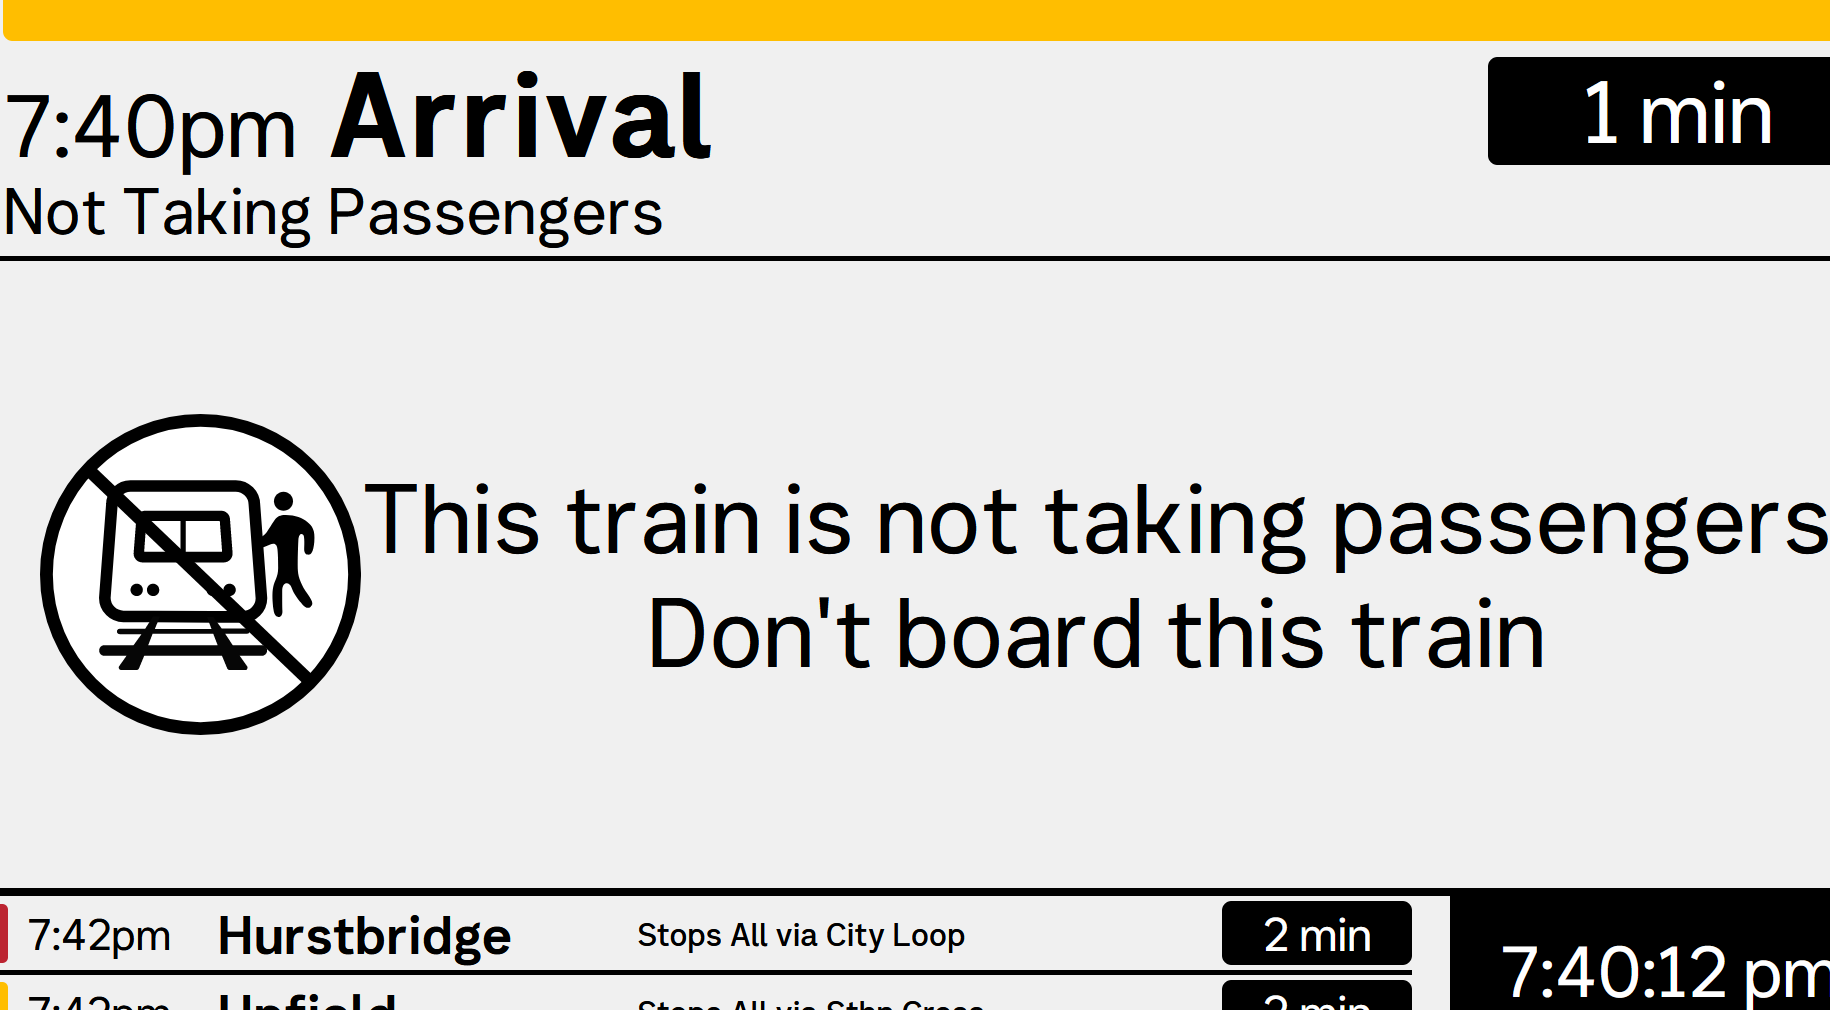 7:40pm Arrival
1 min
Not Taking Passengers
This train is not taking passengers
Don't board this train
7:42pm Hurstbridge Stops All via City Loop 2 min
7:40:12 pm
Upfield Stops All via Sthn Cross 2 min